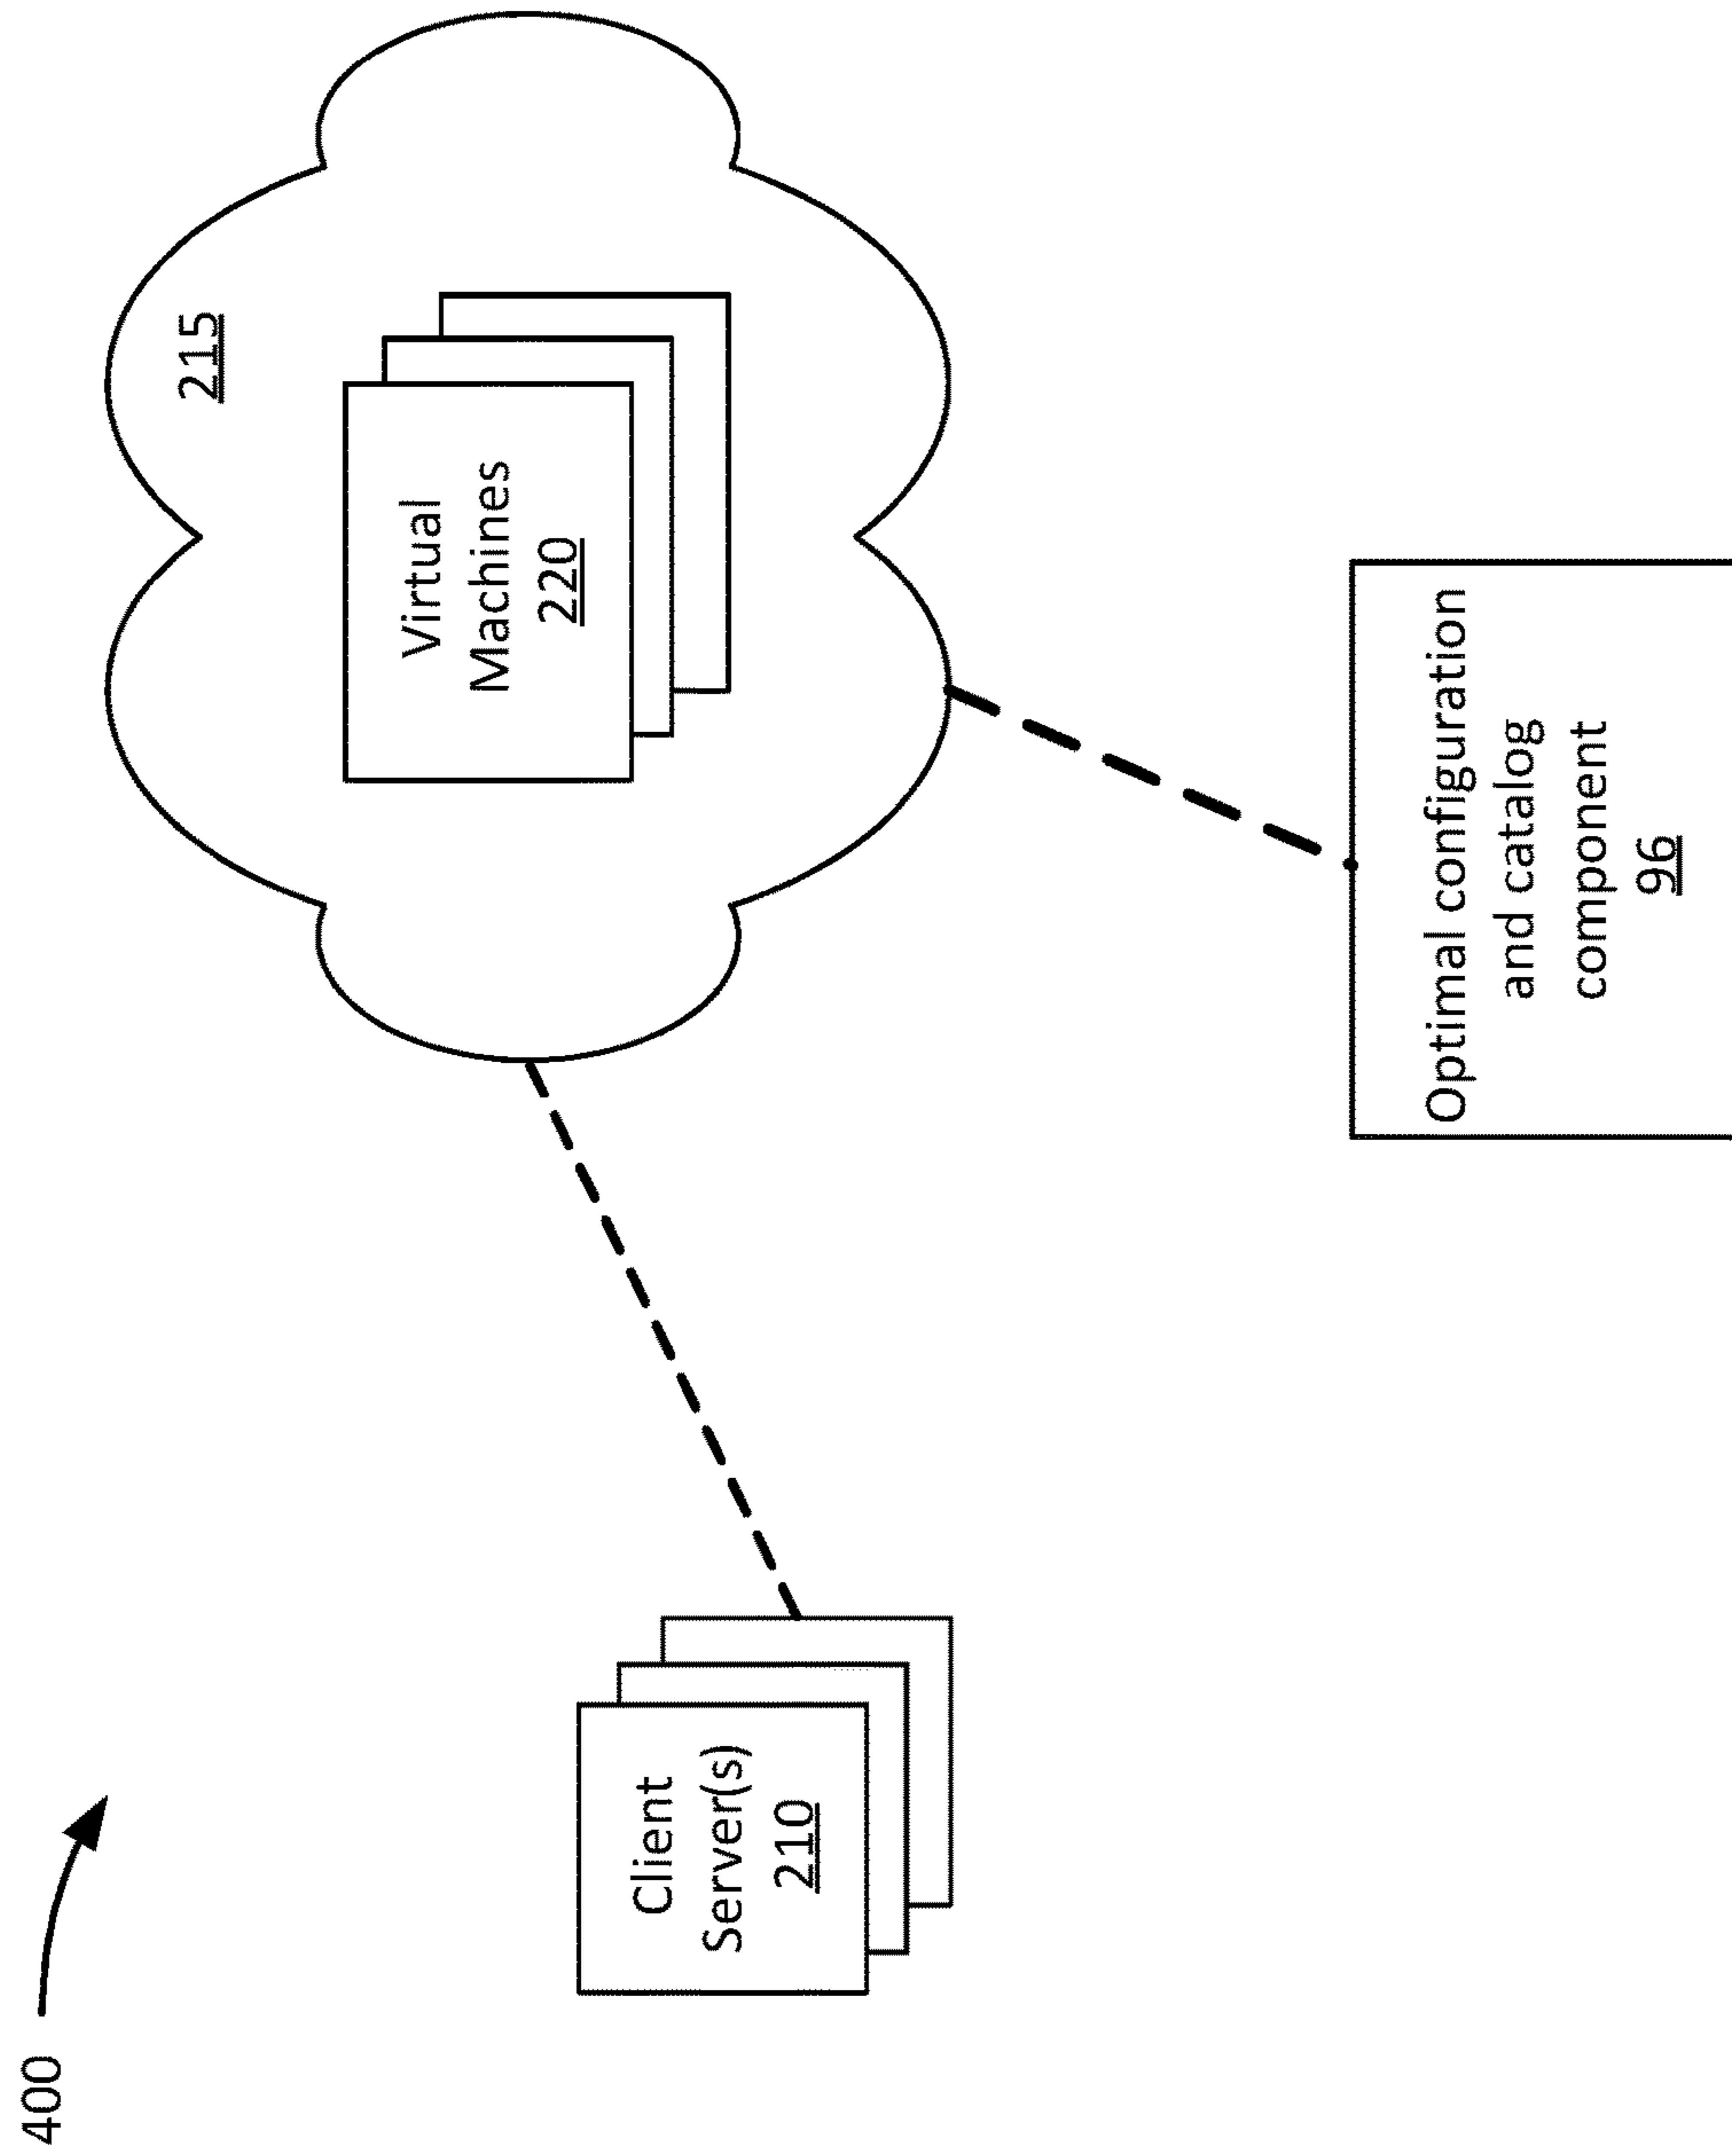 400
215
Virtual
Machines
220
Client
Server(s)
210
Optimal configuration
and catalog
component
96